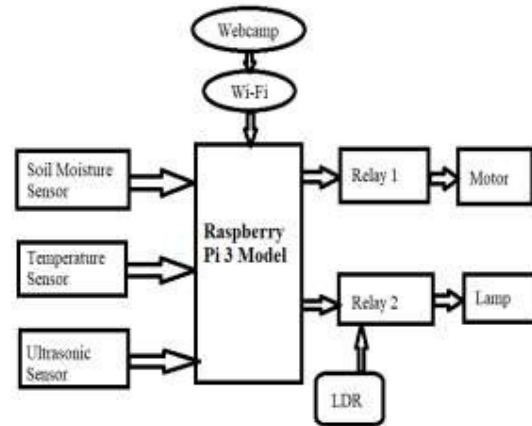 Webcamp
Wi-Fi
Soil Moisture
Sensor
Temperature
Sensor
Ultrasonic
Sensor
Raspberry
Pi 3 Model
Relay 1
Motor
Relay 2
Lamp
LDR